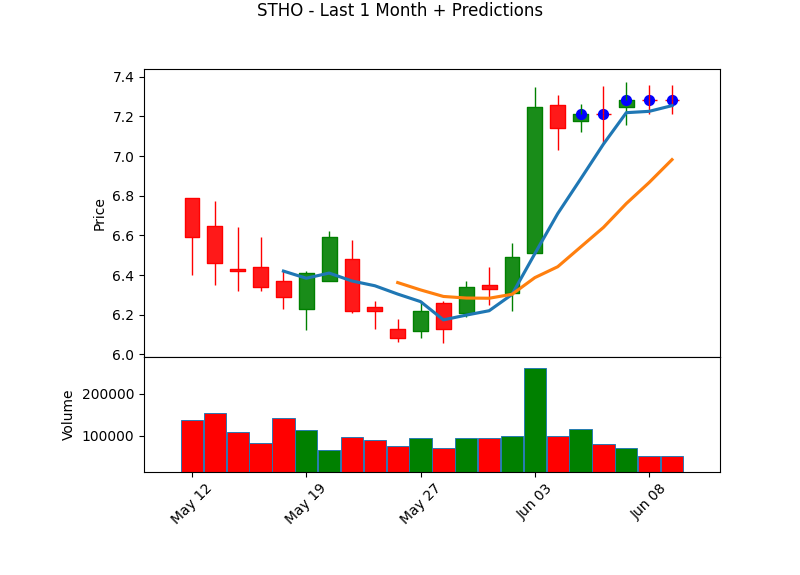 STHO - Last 1 Month + Predictions
7.4
7.2
7.0
6.8
6.6
6.4
6.2
6.0
Price
200000
100000
Volume
May 12
May 19
May 27
Jun 03
Jun 08